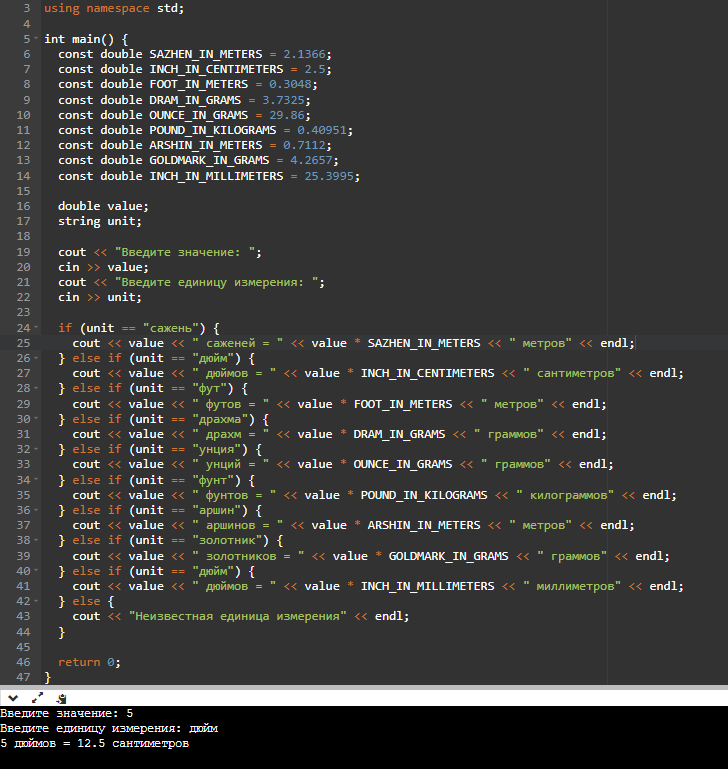 3 using namespace std;
4
5 int main() {
6 const double SAZHEN_IN_METERS = 2.1366;
7 const double INCH_IN_CENTIMETERS = 2.5;
8 const double FOOT_IN_METERS = 0.3048;
9 const double DRAM_IN_GRAMS = 3.7325;
10 const double OUNCE_IN_GRAMS = 29.86;
11 const double POUND_IN_KILOGRAMS = 0.40951;
12 const double ARSHIN_IN_METERS = 0.7112;
13 const double GOLDMARK_IN_GRAMS = 4.2657;
14 const double INCH_IN_MILLIMETERS = 25.3995;
15
16 double value;
17 string unit;
18
19 cout << "Введите значение: ";
20 cin >> value;
21 cout << "Введите единицу измерения: ";
22 cin >> unit;
23
24 if (unit == "сажень") {
25 cout << value << " саженей = " << value * SAZHEN_IN_METERS << " метров" << endl;
26 } else if (unit == "дюйм") {
27 cout << value << " дюймов = " << value * INCH_IN_CENTIMETERS << " сантиметров" << endl;
28 } else if (unit == "фут") {
29 cout << value << " футов = " << value * FOOT_IN_METERS << " метров" << endl;
30 } else if (unit == "драхма") {
31 cout << value << " драхм = " << value * DRAM_IN_GRAMS << " граммов" << endl;
32 } else if (unit == "унция") {
33 cout << value << " унций = " << value * OUNCE_IN_GRAMS << " граммов" << endl;
34 } else if (unit == "фунт") {
35 cout << value << " фунтов = " << value * POUND_IN_KILOGRAMS << " килограммов" << endl;
36 } else if (unit == "аршин") {
37 cout << value << " аршинов = " << value * ARSHIN_IN_METERS << " метров" << endl;
38 } else if (unit == "золотник") {
39 cout << value << " золотников = " << value * GOLDMARK_IN_GRAMS << " граммов" << endl;
40 } else if (unit == "дюйм") {
41 cout << value << " дюймов = " << value * INCH_IN_MILLIMETERS << " миллиметров" << endl;
42 } else {
43 cout << "Неизвестная единица измерения" << endl;
44 }
45
46 return 0;
47 }
Введите значение: 5
Введите единицу измерения: дюйм
5 дюймов = 12.5 сантиметров